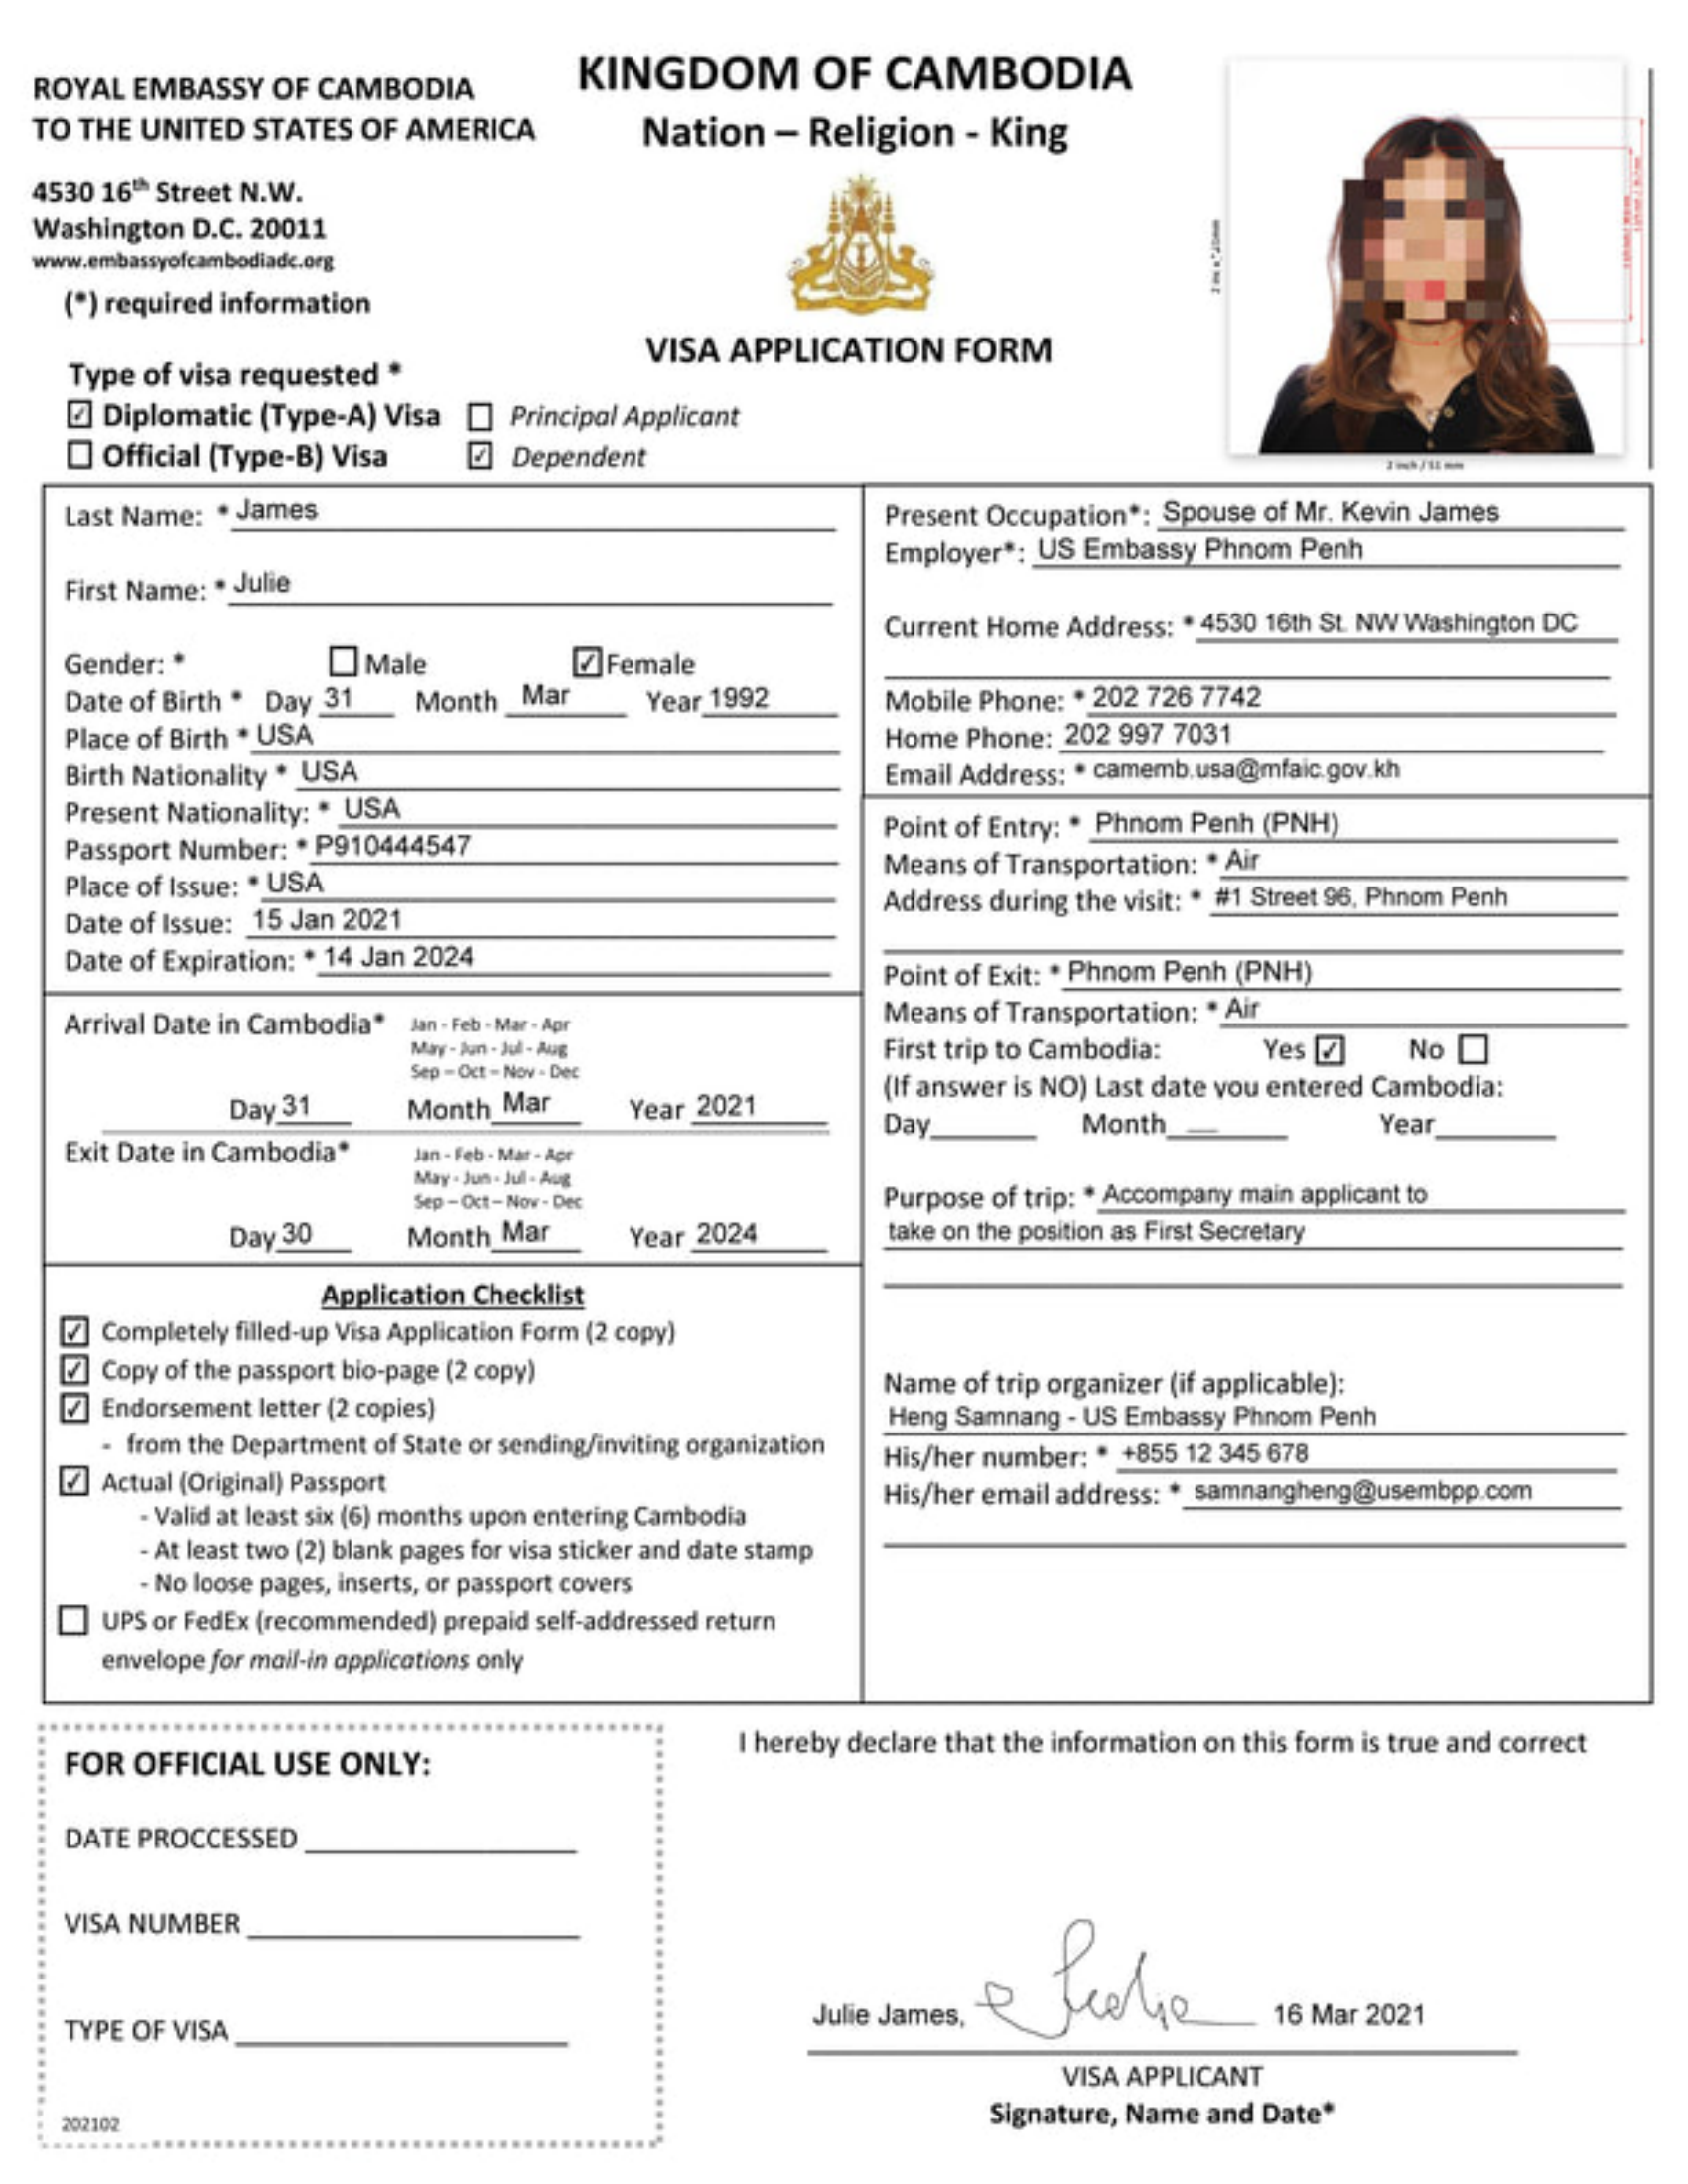 ROYAL EMBASSY OF CAMBODIA
TO THE UNITED STATES OF AMERICA
4530 16th Street N.W.
Washington D.C. 20011
www.embassyofcambodiadc.org
(*) required information
KINGDOM OF CAMBODIA
Nation – Religion - King
VISA APPLICATION FORM
2 inch / 51 mm
Type of visa requested *
☑ Diplomatic (Type-A) Visa ☐ Principal Applicant
☐ Official (Type-B) Visa ☑ Dependent
Last Name: * James
First Name: * Julie
Gender: * ☐ Male ☑ Female
Date of Birth * Day 31 Month Mar Year 1992
Place of Birth * USA
Birth Nationality * USA
Present Nationality: * USA
Passport Number: * P910444547
Place of Issue: * USA
Date of Issue: 15 Jan 2021
Date of Expiration: * 14 Jan 2024
Arrival Date in Cambodia* Jan - Feb - Mar - Apr
May - Jun - Jul - Aug
Sep – Oct – Nov - Dec
Day 31 Month Mar Year 2021
Exit Date in Cambodia* Jan - Feb - Mar - Apr
May - Jun - Jul - Aug
Sep – Oct – Nov - Dec
Day 30 Month Mar Year 2024
Application Checklist
☑ Completely filled-up Visa Application Form (2 copy)
☑ Copy of the passport bio-page (2 copy)
☑ Endorsement letter (2 copies)
- from the Department of State or sending/inviting organization
☑ Actual (Original) Passport
- Valid at least six (6) months upon entering Cambodia
- At least two (2) blank pages for visa sticker and date stamp
- No loose pages, inserts, or passport covers
☐ UPS or FedEx (recommended) prepaid self-addressed return
envelope for mail-in applications only
Present Occupation*: Spouse of Mr. Kevin James
Employer*: US Embassy Phnom Penh
Current Home Address: * 4530 16th St. NW Washington DC
Mobile Phone: * 202 726 7742
Home Phone: 202 997 7031
Email Address: * camemb.usa@mfaic.gov.kh
Point of Entry: * Phnom Penh (PNH)
Means of Transportation: * Air
Address during the visit: * #1 Street 96, Phnom Penh
Point of Exit: * Phnom Penh (PNH)
Means of Transportation: * Air
First trip to Cambodia: Yes ☑ No ☐
(If answer is NO) Last date you entered Cambodia:
Day Month Year
Purpose of trip: * Accompany main applicant to
take on the position as First Secretary
Name of trip organizer (if applicable):
Heng Samnang - US Embassy Phnom Penh
His/her number: * +855 12 345 678
His/her email address: * samnangheng@usembpp.com
FOR OFFICIAL USE ONLY:
DATE PROCCESSED
VISA NUMBER
TYPE OF VISA
202102
I hereby declare that the information on this form is true and correct
Julie James, 16 Mar 2021
VISA APPLICANT
Signature, Name and Date*